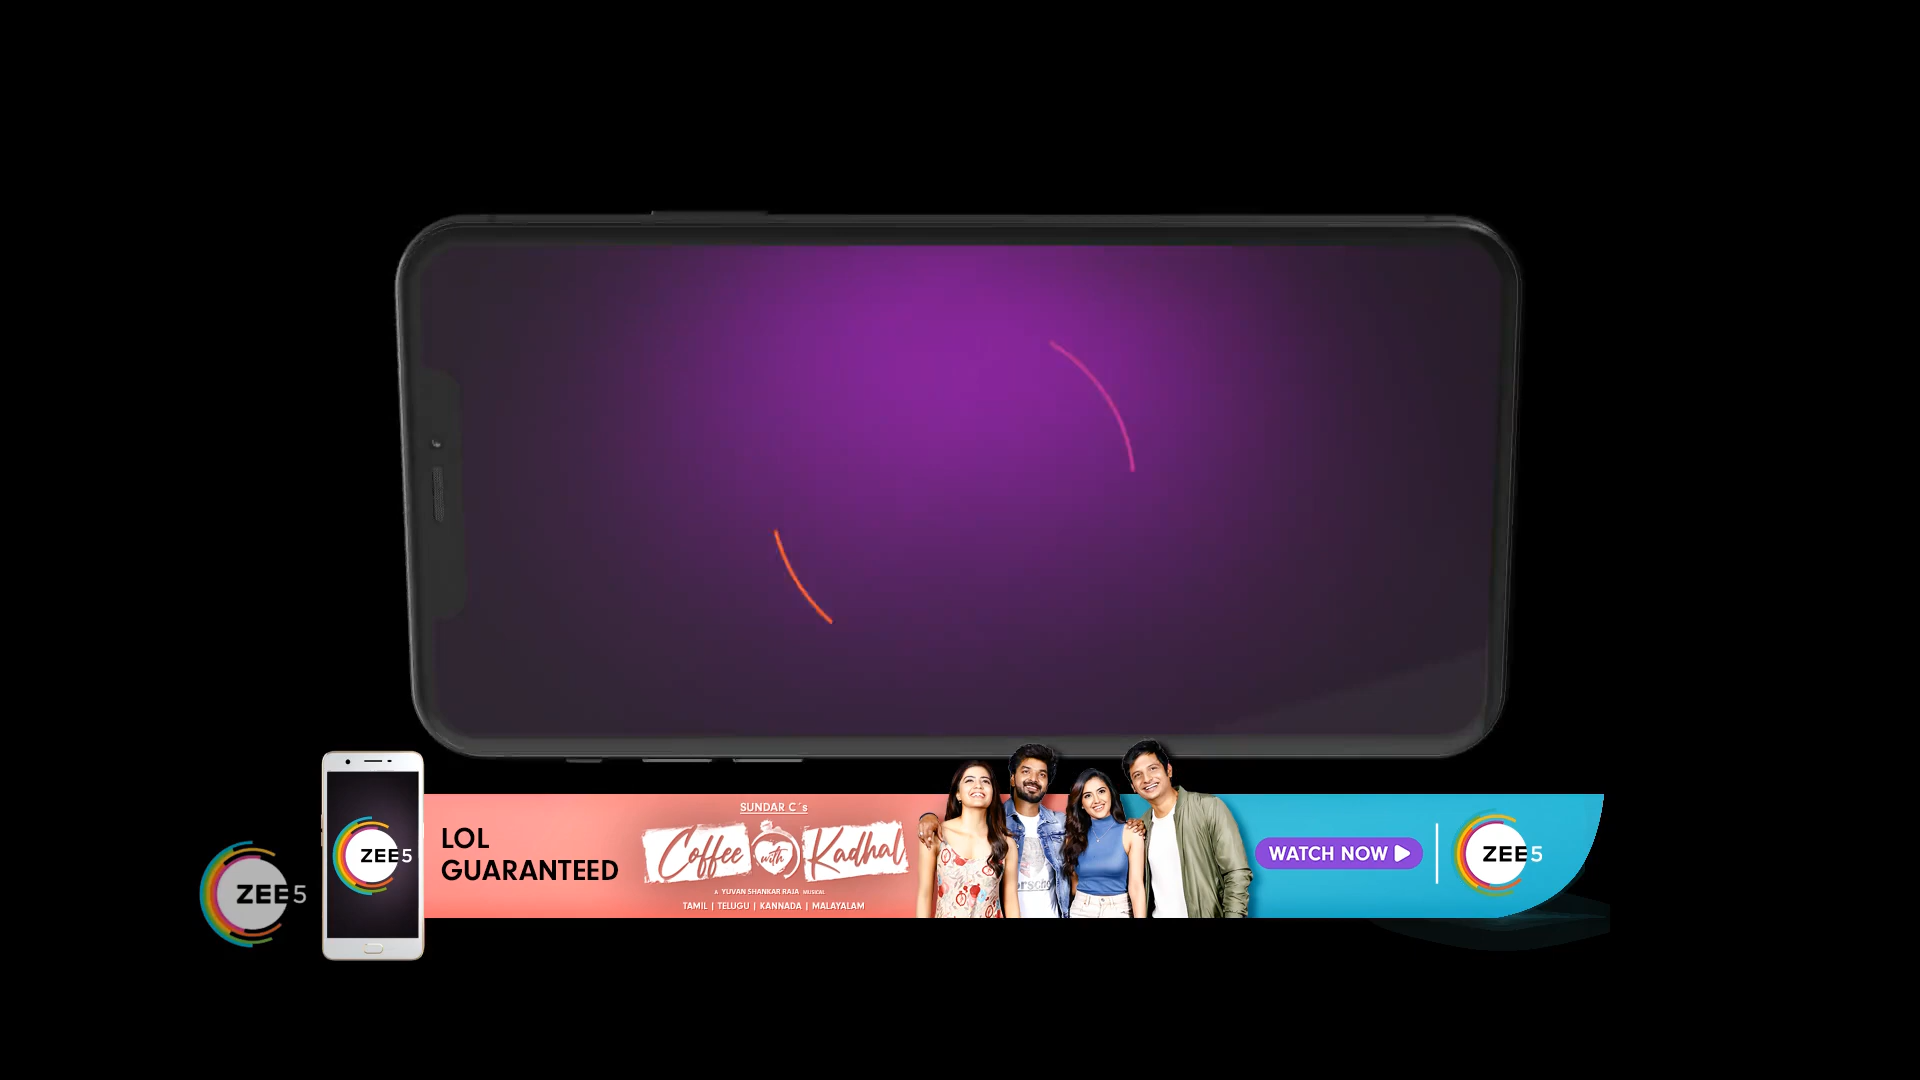 SUNDAR C´s
LOL
GUARANTEED
Coffee with Kadhal
A YUVAN SHANKAR RAJA MUSICAL
TAMIL | TELUGU | KANNADA | MALAYALAM
WATCH NOW
ZEE5
ZEE5
ZEE5